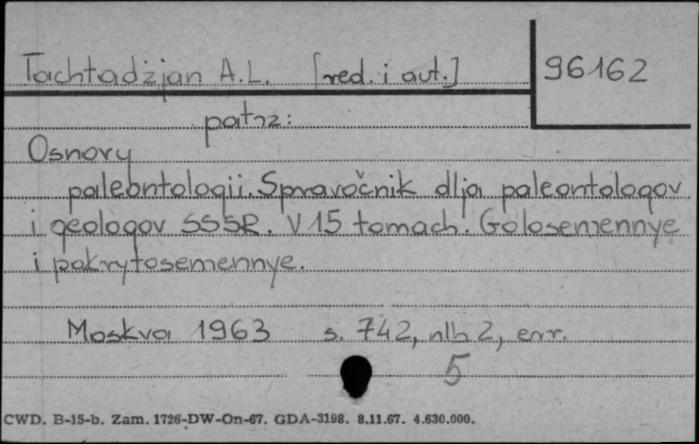 Tachtadżjan A.L. [red. i aut.] 96162
patrz:
Osnovy
paleontologii. Spravočnik dlja paleontologov
i geologov SSSR. V 15 tomach. Golosemennye
i pokrytosemennye.
Moskva 1963 s. 742, nlb 2, err.
5
CWD. B-15-b. Zam. 1726-DW-On-67. GDA-3198. 8.11.67. 4.630.000.